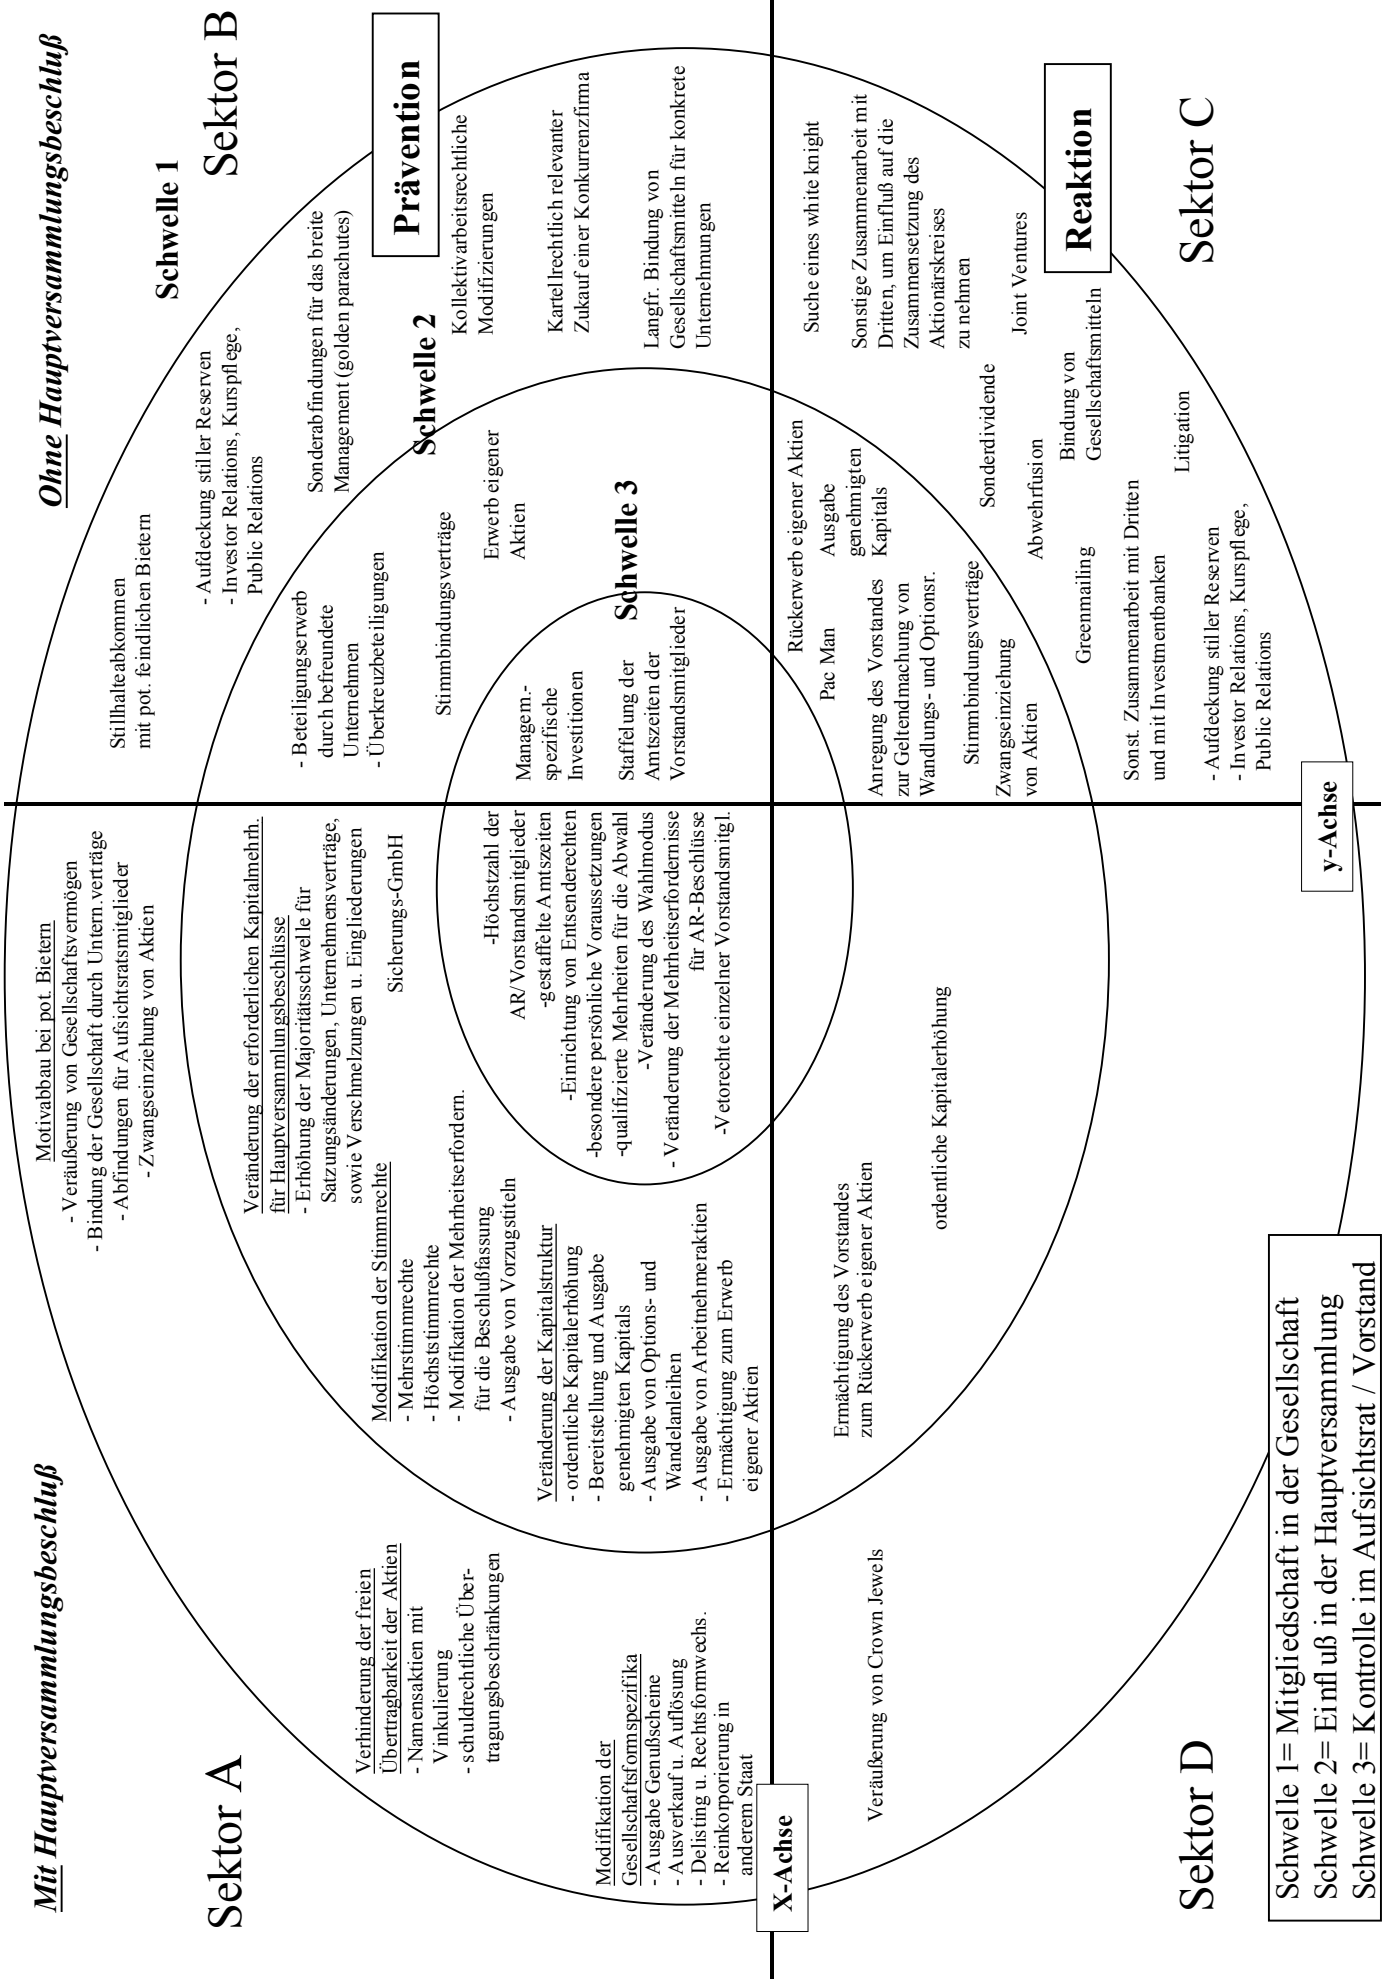 Mit Hauptversammlungsbeschluß
Ohne Hauptversammlungsbeschluß
Sektor A
Motivabbau bei pot. Bietern
- Veräußerung von Gesellschaftsvermögen
- Bindung der Gesellschaft durch Untern.verträge
- Abfindungen für Aufsichtsratsmitglieder
- Zwangseinziehung von Aktien
Veränderung der erforderlichen Kapitalmehrh.
für Hauptversammlungsbeschlüsse
- Erhöhung der Majoritätsschwelle für
Satzungsänderungen, Unternehmensverträge,
sowie Verschmelzungen u. Eingliederungen
Sicherungs-GmbH
Verhinderung der freien
Übertragbarkeit der Aktien
- Namensaktien mit
Vinkulierung
- schuldrechtliche Über-
tragungsbeschränkungen
Modifikation der Stimmrechte
- Mehrstimmrechte
- Höchststimmrechte
- Modifikation der Mehrheitserfordern.
für die Beschlußfassung
- Ausgabe von Vorzugstiteln
Veränderung der Kapitalstruktur
- ordentliche Kapitalerhöhung
- Bereitstellung und Ausgabe
genehmigten Kapitals
- Ausgabe von Options- und
Wandelanleihen
- Ausgabe von Arbeitnehmeraktien
- Ermächtigung zum Erwerb
eigener Aktien
-Höchstzahl der
AR/Vorstandsmitglieder
-gestaffelte Amtszeiten
-Einrichtung von Entsenderechten
-besondere persönliche Voraussetzungen
-qualifizierte Mehrheiten für die Abwahl
-Veränderung des Wahlmodus
- Veränderung der Mehrheitserfordernisse
für AR-Beschlüsse
-Vetorechte einzelner Vorstandsmitgl.
Modifikation der
Gesellschaftsformspezifika
- Ausgabe Genußscheine
- Ausverkauf u. Auflösung
- Delisting u. Rechtsformwechs.
- Reinkorporierung in
anderem Staat
Schwelle 1
Sektor B
Stillhalteabkommen
mit pot. feindlichen Bietern
- Aufdeckung stiller Reserven
- Investor Relations, Kurspflege,
Public Relations
Sonderabfindungen für das breite
Management (golden parachutes)
Prävention
- Beteiligungserwerb
durch befreundete
Unternehmen
- Überkreuzbeteiligungen
Schwelle 2
Stimmbindungsverträge
Erwerb eigener
Aktien
Kollektivarbeitsrechtliche
Modifizierungen
Kartellrechtlich relevanter
Zukauf einer Konkurrenzfirma
Langfr. Bindung von
Gesellschaftsmitteln für konkrete
Unternehmungen
Schwelle 3
Managem.-
spezifische
Investitionen
Staffelung der
Amtszeiten der
Vorstandsmitglieder
X-Achse
Veräußerung von Crown Jewels
Ermächtigung des Vorstandes
zum Rückerwerb eigener Aktien
ordentliche Kapitalerhöhung
Sektor D
Rückerwerb eigener Aktien
Pac Man
Ausgabe
genehmigten
Kapitals
Anregung des Vorstandes
zur Geltendmachung von
Wandlungs- und Optionsr.
Stimmbindungsverträge
Zwangseinziehung
von Aktien
Suche eines white knight
Sonstige Zusammenarbeit mit
Dritten, um Einfluß auf die
Zusammensetzung des
Aktionärskreises
zu nehmen
Sonderdividende
Joint Ventures
Abwehrfusion
Bindung von
Gesellschaftsmitteln
Greenmailing
Reaktion
Sonst. Zusammenarbeit mit Dritten
und mit Investmentbanken
Litigation
Sektor C
- Aufdeckung stiller Reserven
- Investor Relations, Kurspflege,
Public Relations
y-Achse
Schwelle 1= Mitgliedschaft in der Gesellschaft
Schwelle 2= Einfluß in der Hauptversammlung
Schwelle 3= Kontrolle im Aufsichtsrat / Vorstand